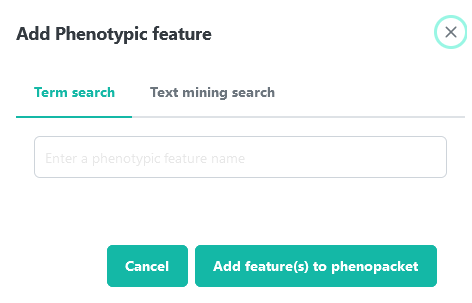 Add Phenotypic feature
Term search
Text mining search
Enter a phenotypic feature name
Cancel
Add feature(s) to phenopacket